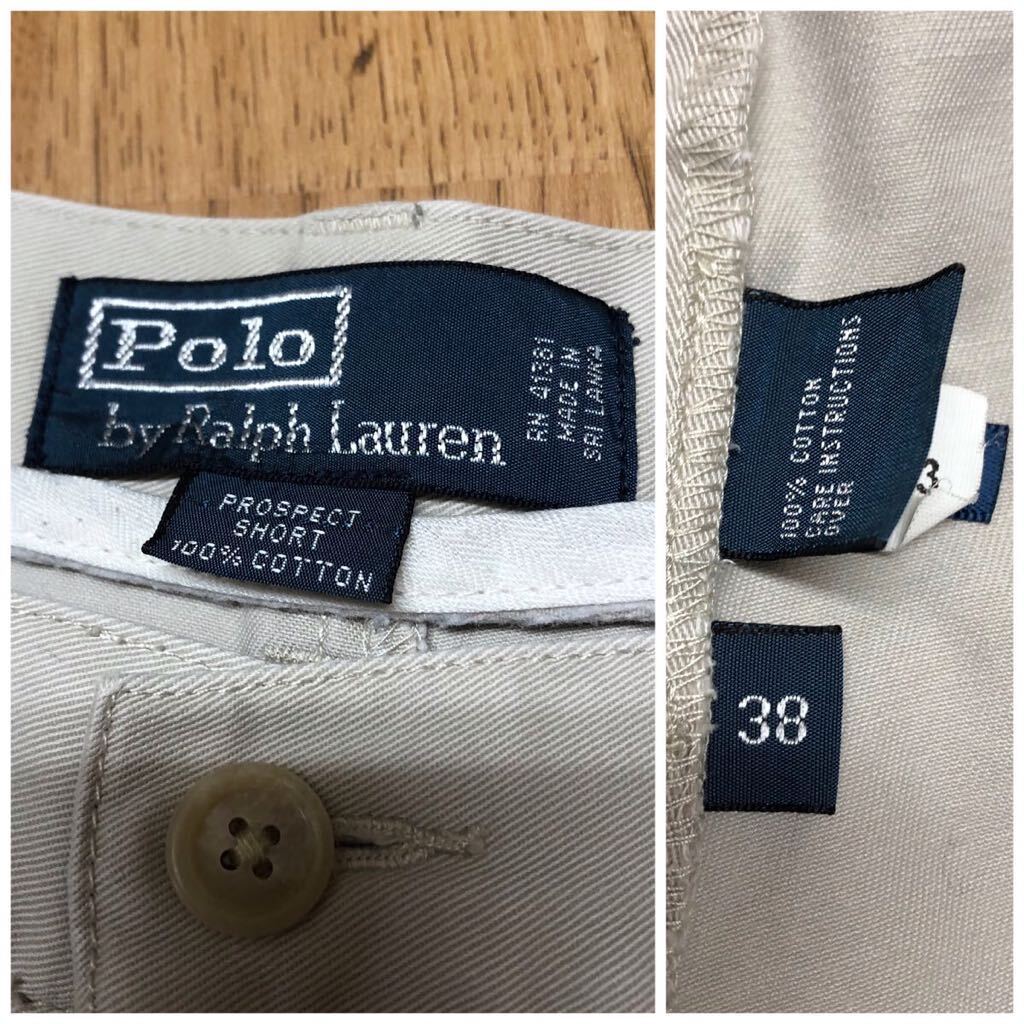 Polo
by Ralph Lauren
RN 41381
MADE IN
SRI LANKA
PROSPECT
SHORT
100% COTTON
100% COTTON
CARE INSTRUCTIONS
OVER
3
38